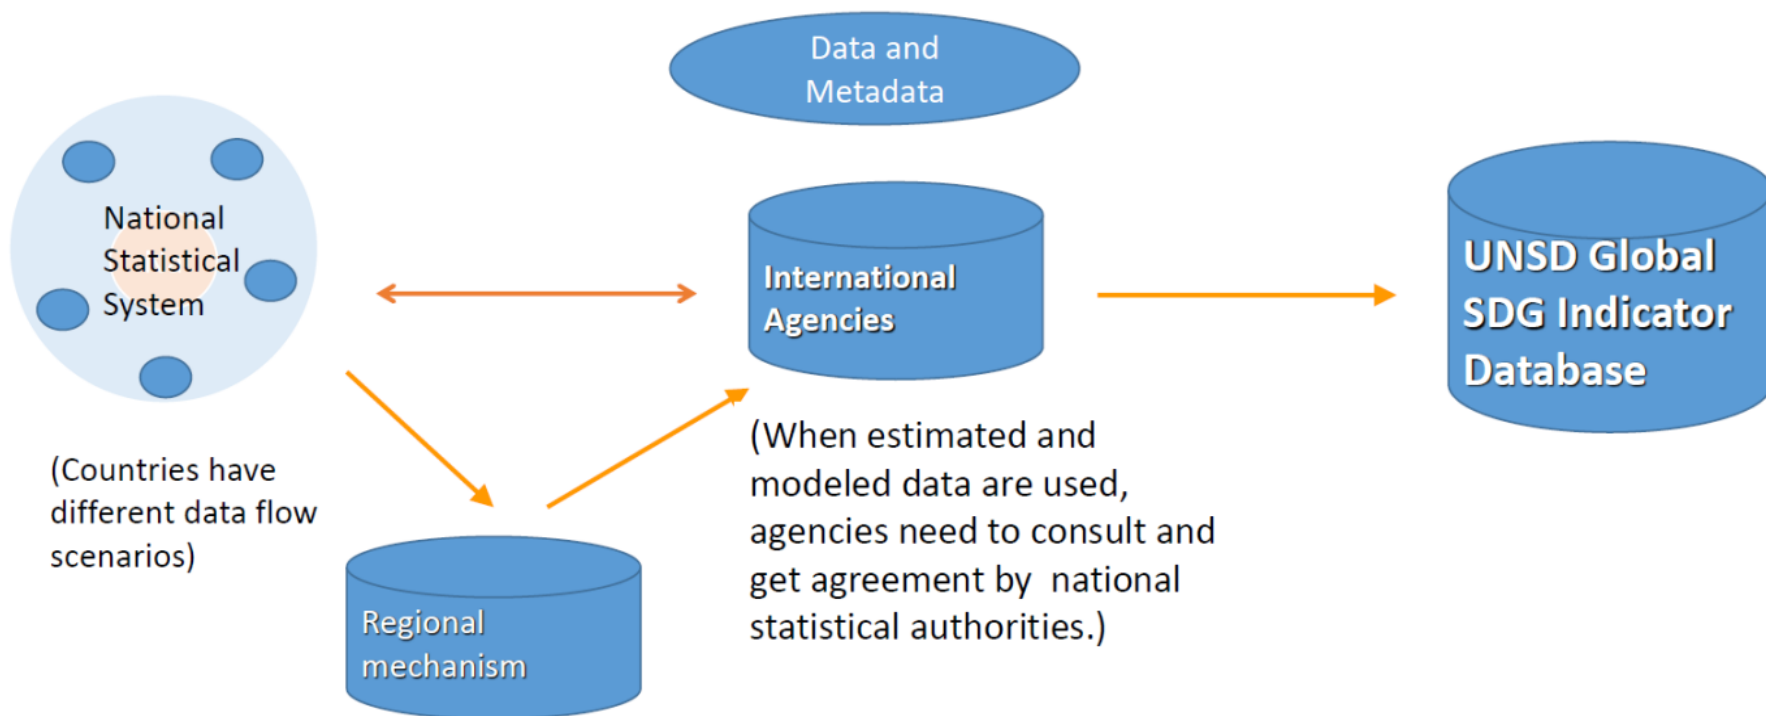 Data and
Metadata
National
Statistical
System
International
Agencies
UNSD Global
SDG Indicator
Database
(Countries have
different data flow
scenarios)
(When estimated and
modeled data are used,
agencies need to consult and
get agreement by  national
statistical authorities.)
Regional
mechanism